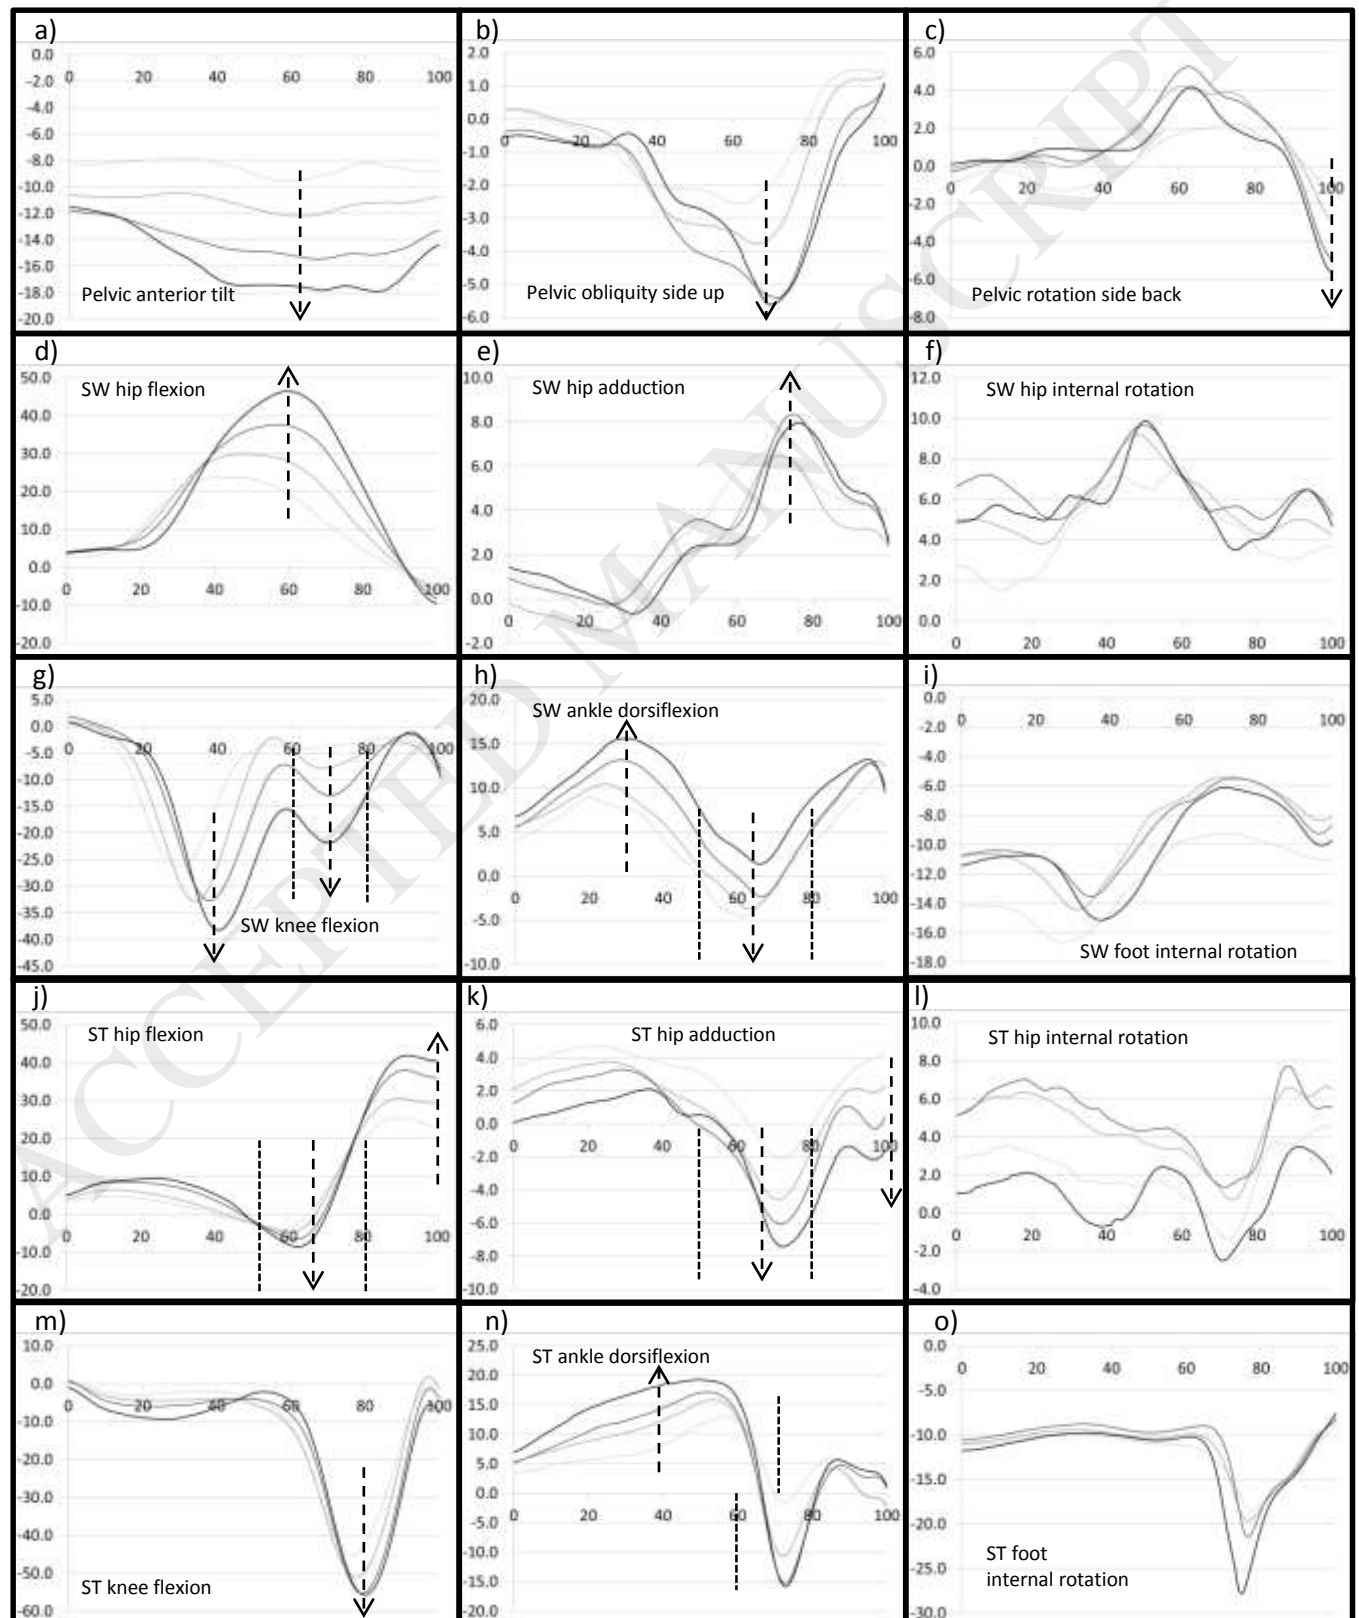 a)
0.0
-2.0
-4.0
-6.0
-8.0
-10.0
-12.0
-14.0
-16.0
-18.0
-20.0
0 20 40 60 80 100
Pelvic anterior tilt
b)
2.0
1.0
0.0
-1.0
-2.0
-3.0
-4.0
-5.0
-6.0
0 20 40 60 80 100
Pelvic obliquity side up
c)
6.0
4.0
2.0
0.0
-2.0
-4.0
-6.0
-8.0
0 20 40 60 80 100
Pelvic rotation side back
d)
50.0
40.0
30.0
20.0
10.0
0.0
-10.0
-20.0
0 20 40 60 80 100
SW hip flexion
e)
10.0
8.0
6.0
4.0
2.0
0.0
-2.0
0 20 40 60 80 100
SW hip adduction
f)
12.0
10.0
8.0
6.0
4.0
2.0
0.0
0 20 40 60 80 100
SW hip internal rotation
g)
5.0
0.0
-5.0
-10.0
-15.0
-20.0
-25.0
-30.0
-35.0
-40.0
-45.0
0 20 40 60 80 100
SW knee flexion
h)
20.0
15.0
10.0
5.0
0.0
-5.0
-10.0
0 20 40 60 80 100
SW ankle dorsiflexion
i)
0.0
-2.0
-4.0
-6.0
-8.0
-10.0
-12.0
-14.0
-16.0
-18.0
0 20 40 60 80 100
SW foot internal rotation
j)
50.0
40.0
30.0
20.0
10.0
0.0
-10.0
-20.0
0 20 40 60 80 100
ST hip flexion
k)
6.0
4.0
2.0
0.0
-2.0
-4.0
-6.0
-8.0
-10.0
0 20 40 60 80 100
ST hip adduction
l)
10.0
8.0
6.0
4.0
2.0
0.0
-2.0
-4.0
0 20 40 60 80 100
ST hip internal rotation
m)
10.0
0.0
-10.0
-20.0
-30.0
-40.0
-50.0
-60.0
0 20 40 60 80 100
ST knee flexion
n)
25.0
20.0
15.0
10.0
5.0
0.0
-5.0
-10.0
-15.0
-20.0
0 20 40 60 80 100
ST ankle dorsiflexion
o)
0.0
-5.0
-10.0
-15.0
-20.0
-25.0
-30.0
0 20 40 60 80 100
ST foot
internal rotation
ACCEPTED MANUSCRIPT